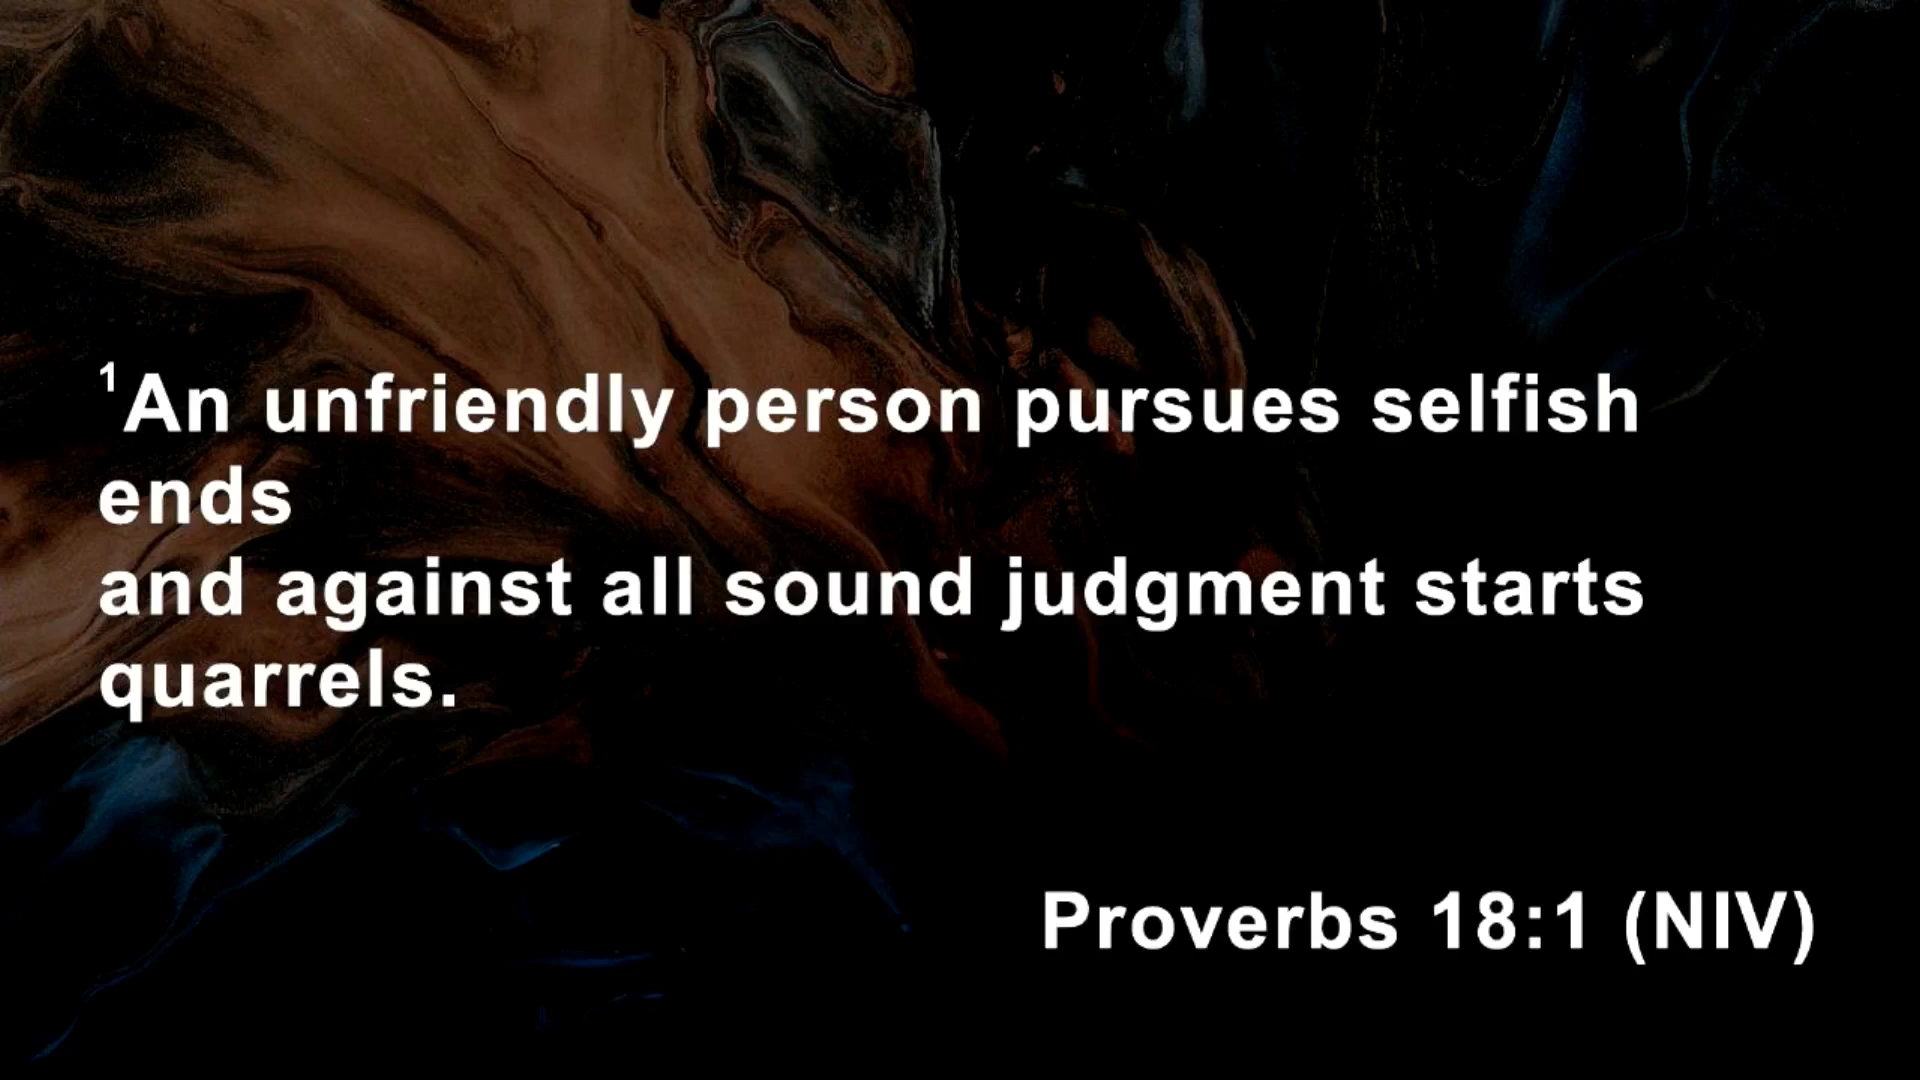 ¹An unfriendly person pursues selfish
ends
and against all sound judgment starts
quarrels.
Proverbs 18:1 (NIV)